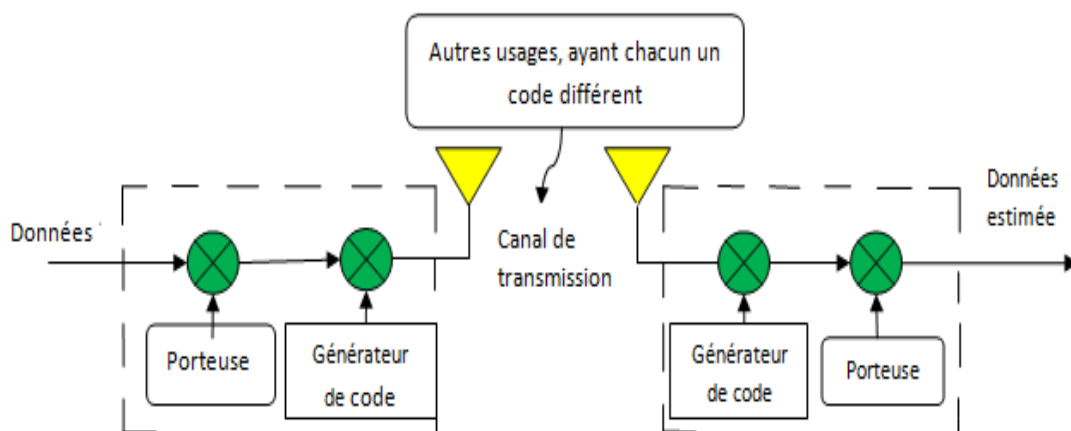 Autres usages, ayant chacun un
code différent
Données
Canal de
transmission
Données
estimée
Porteuse
Générateur
de code
Générateur
de code
Porteuse